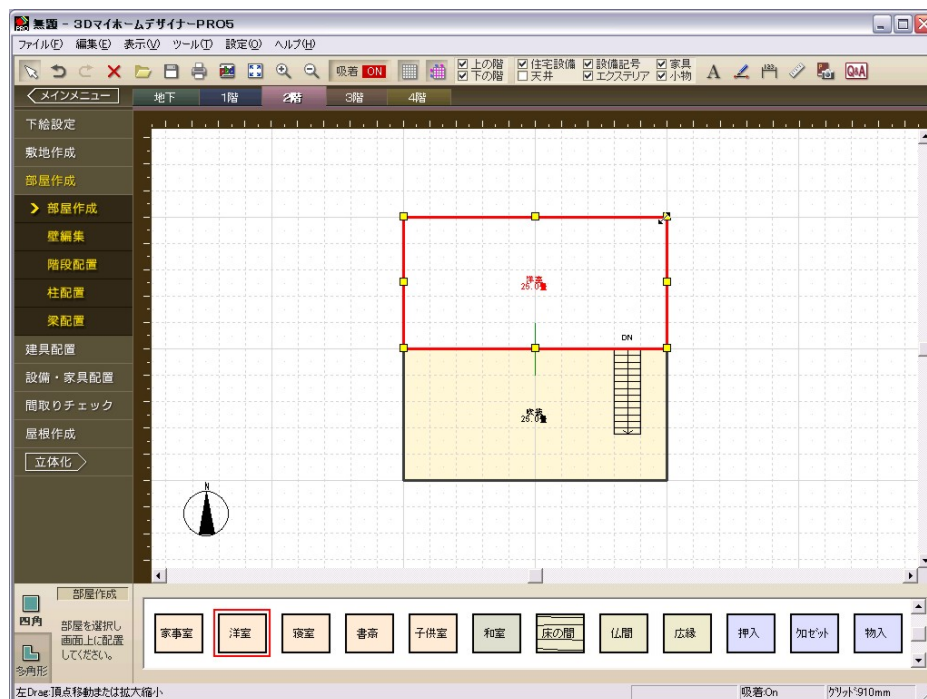 無題 - 3DマイホームデザイナーPRO5
ファイル(F) 編集(E) 表示(V) ツール(T) 設定(O) ヘルプ(H)
吸着 ON
上の階 住宅設備 設備記号 家具
下の階 天井 エクステリア 小物
A
Q&A
メインメニュー
地下 1階 2階 3階 4階
下絵設定
敷地作成
部屋作成
部屋作成
壁編集
階段配置
柱配置
梁配置
建具配置
設備・家具配置
間取りチェック
屋根作成
立体化
洋室
25.0畳
DN
吹抜
25.0畳
N
部屋作成
四角
多角形
部屋を選択し
画面上に配置
してください。
家事室 洋室 寝室 書斎 子供室 和室 床の間 仏間 広縁 押入 クロゼット 物入
左Drag:頂点移動または拡大縮小
吸着On
グリッド:910mm